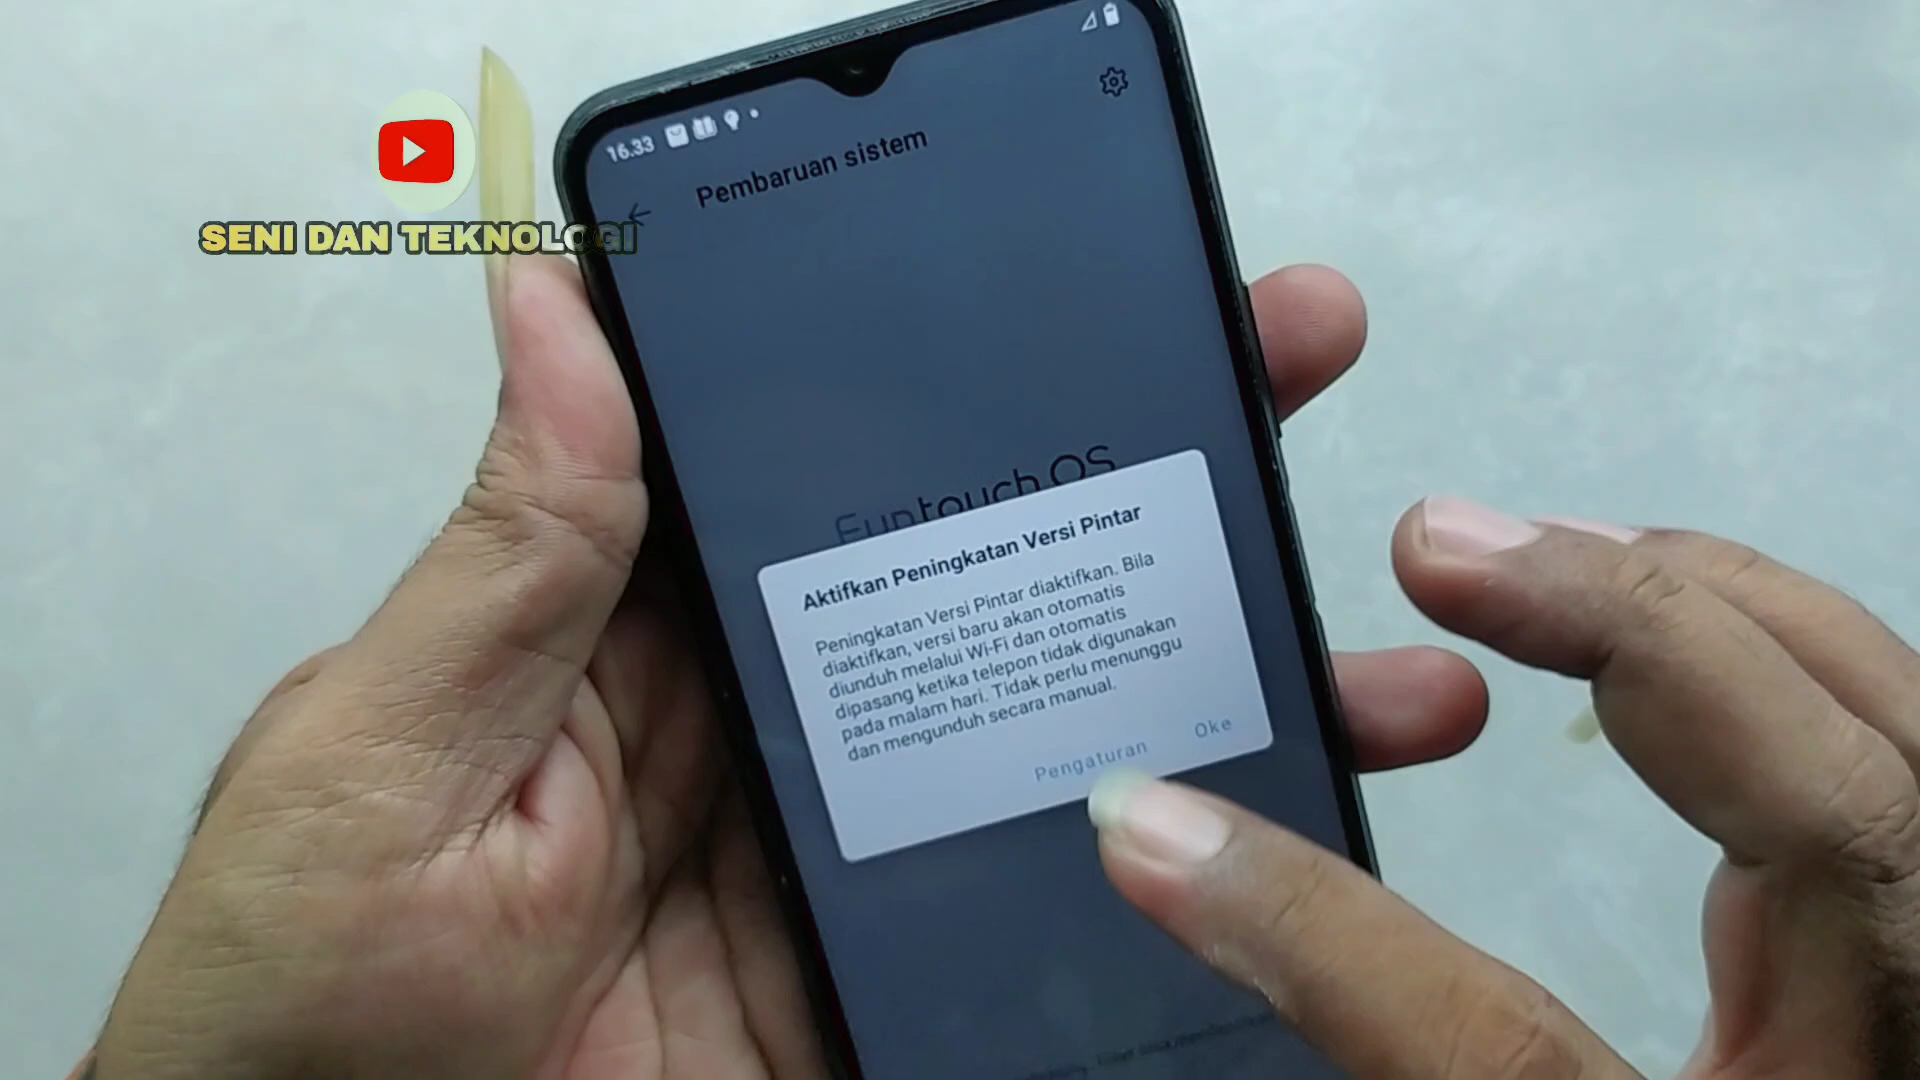 16.33
Pembaruan sistem
SENI DAN TEKNOLOGI
Funtouch OS
Aktifkan Peningkatan Versi Pintar
Peningkatan Versi Pintar diaktifkan. Bila
diaktifkan, versi baru akan otomatis
diunduh melalui Wi-Fi dan otomatis
dipasang ketika telepon tidak digunakan
pada malam hari. Tidak perlu menunggu
dan mengunduh secara manual.
Pengaturan
Oke